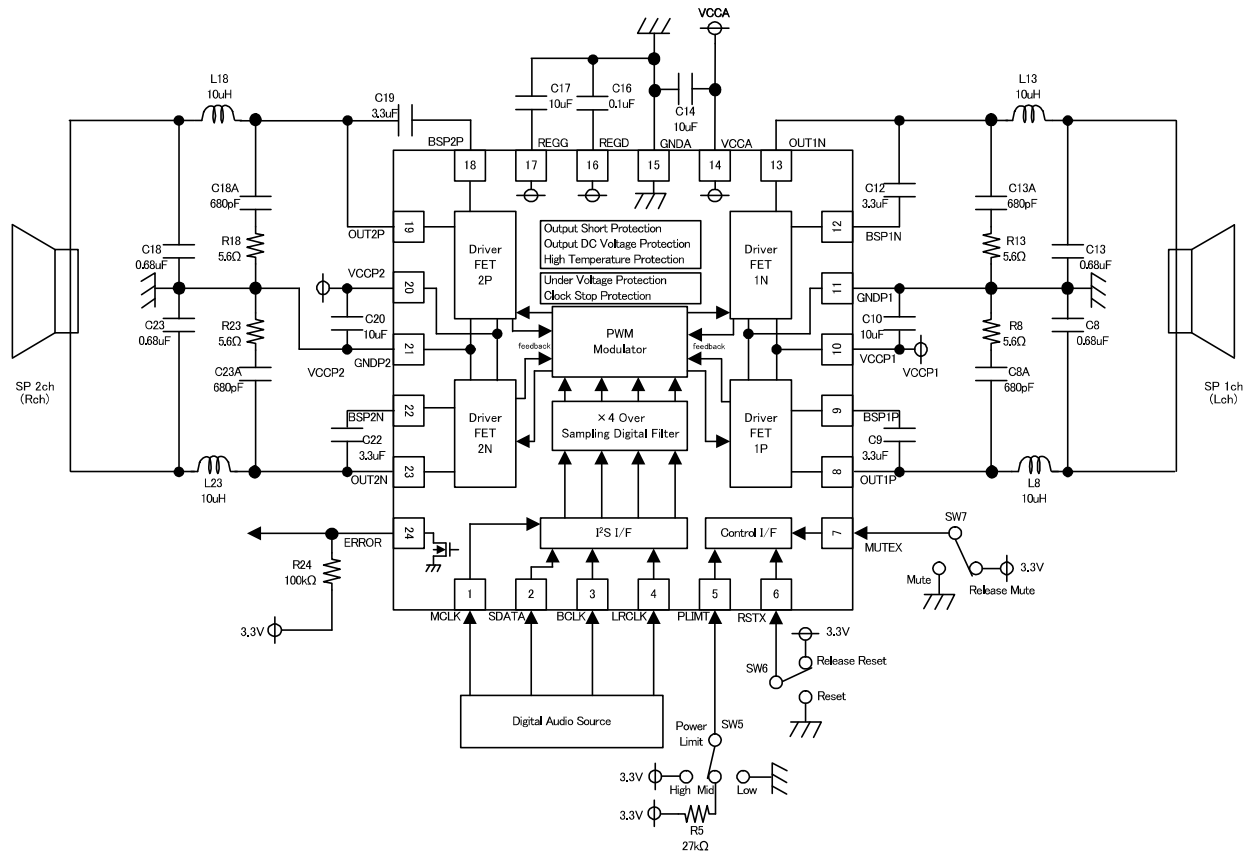 VCCA
L18
10uH
C19
3.3uF
C17
10uF
C16
0.1uF
C14
10uF
L13
10uH
BSP2P
REGG
REGD
GNDA
VCCA
OUT1N
18
17
16
15
14
13
C18A
680pF
C12
3.3uF
C13A
680pF
19
OUT2P
Driver
FET
2P
Output Short Protection
Output DC Voltage Protection
High Temperature Protection
Under Voltage Protection
Clock Stop Protection
Driver
FET
1N
12
BSP1N
C18
0.68uF
R18
5.6Ω
R13
5.6Ω
C13
0.68uF
VCCP2
20
11
GNDP1
C23
0.68uF
R23
5.6Ω
C20
10uF
PWM
Modulator
feedback
feedback
C10
10uF
R8
5.6Ω
C8
0.68uF
21
GNDP2
VCCP2
10
VCCP1
VCCP1
C23A
680pF
C8A
680pF
SP 2ch
(Rch)
SP 1ch
(Lch)
BSP2N
22
Driver
FET
2N
×4 Over
Sampling Digital Filter
Driver
FET
1P
9
BSP1P
C22
3.3uF
C9
3.3uF
23
OUT2N
8
OUT1P
L23
10uH
L8
10uH
ERROR
24
I²S I/F
Control I/F
7
MUTEX
SW7
R24
100kΩ
3.3V
Mute
Release Mute
3.3V
1
2
3
4
5
6
MCLK
SDATA
BCLK
LRCLK
PLIMT
RSTX
3.3V
Release Reset
SW6
Reset
Digital Audio Source
Power
Limit
SW5
3.3V
High
Mid
Low
3.3V
R5
27kΩ